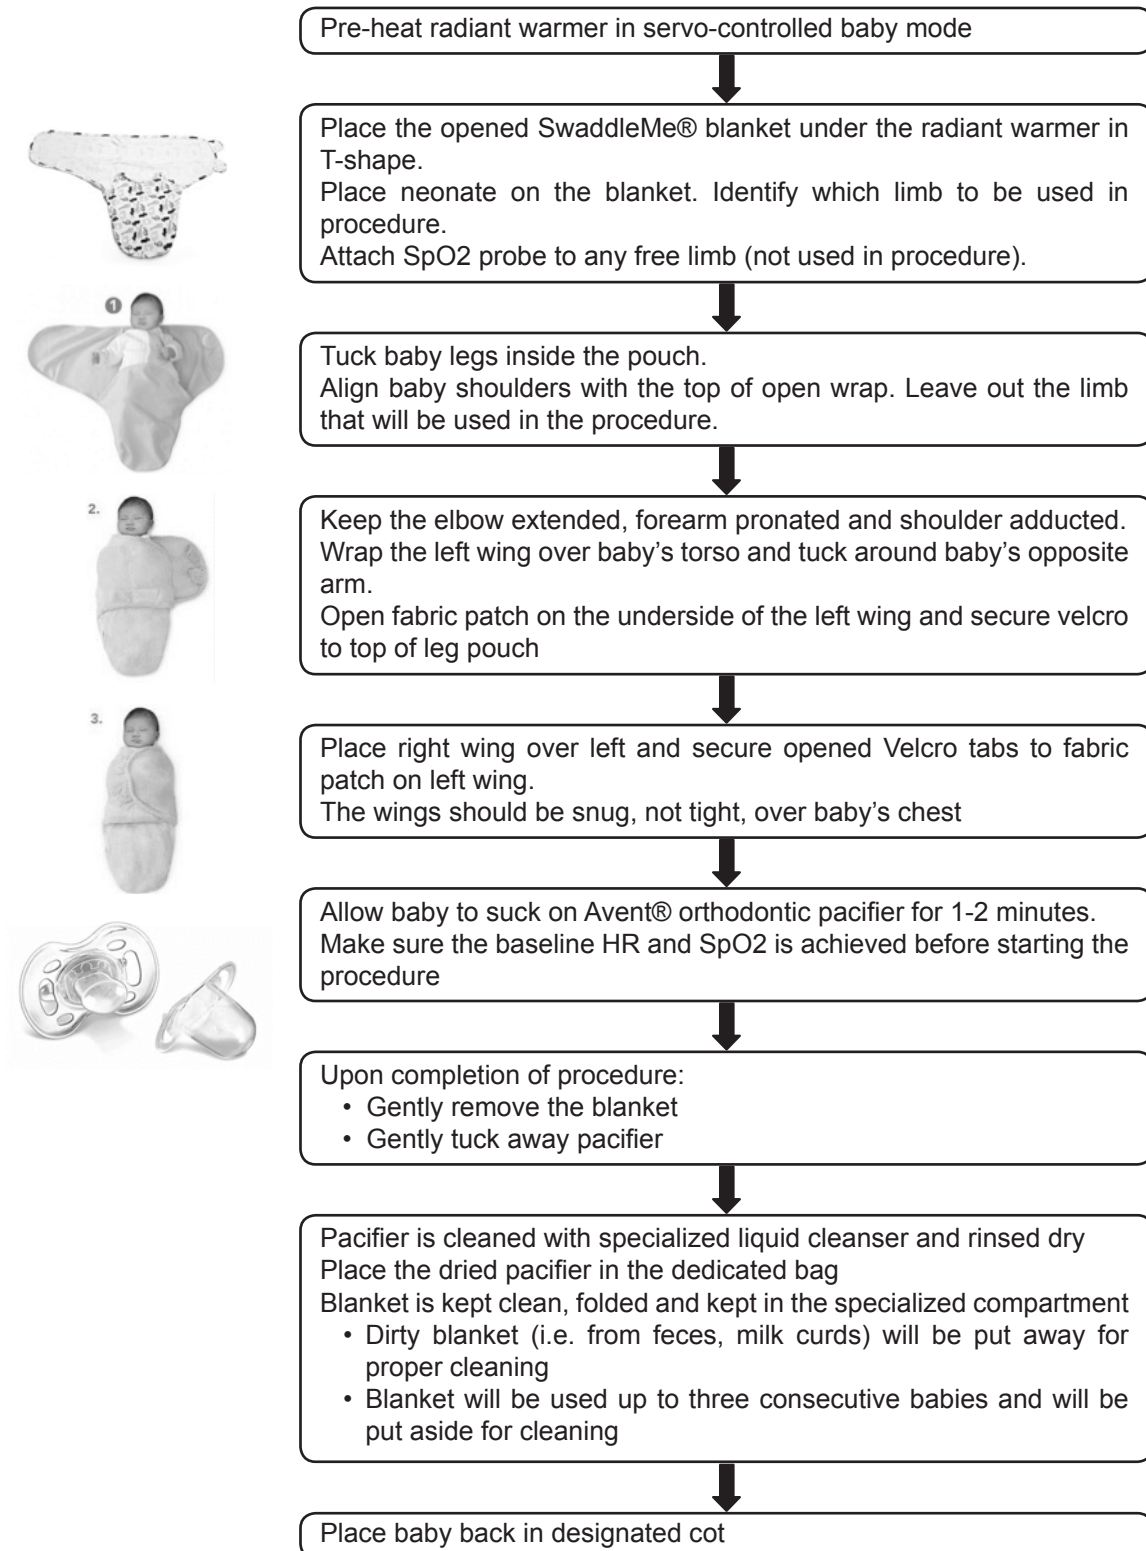 Pre-heat radiant warmer in servo-controlled baby mode
Place the opened SwaddleMe® blanket under the radiant warmer in
T-shape.
Place neonate on the blanket. Identify which limb to be used in
procedure.
Attach SpO2 probe to any free limb (not used in procedure).
1
Tuck baby legs inside the pouch.
Align baby shoulders with the top of open wrap. Leave out the limb
that will be used in the procedure.
2.
Keep the elbow extended, forearm pronated and shoulder adducted.
Wrap the left wing over baby's torso and tuck around baby's opposite
arm.
Open fabric patch on the underside of the left wing and secure velcro
to top of leg pouch
3.
Place right wing over left and secure opened Velcro tabs to fabric
patch on left wing.
The wings should be snug, not tight, over baby's chest
Allow baby to suck on Avent® orthodontic pacifier for 1-2 minutes.
Make sure the baseline HR and SpO2 is achieved before starting the
procedure
Upon completion of procedure:
• Gently remove the blanket
• Gently tuck away pacifier
Pacifier is cleaned with specialized liquid cleanser and rinsed dry
Place the dried pacifier in the dedicated bag
Blanket is kept clean, folded and kept in the specialized compartment
• Dirty blanket (i.e. from feces, milk curds) will be put away for
proper cleaning
• Blanket will be used up to three consecutive babies and will be
put aside for cleaning
Place baby back in designated cot